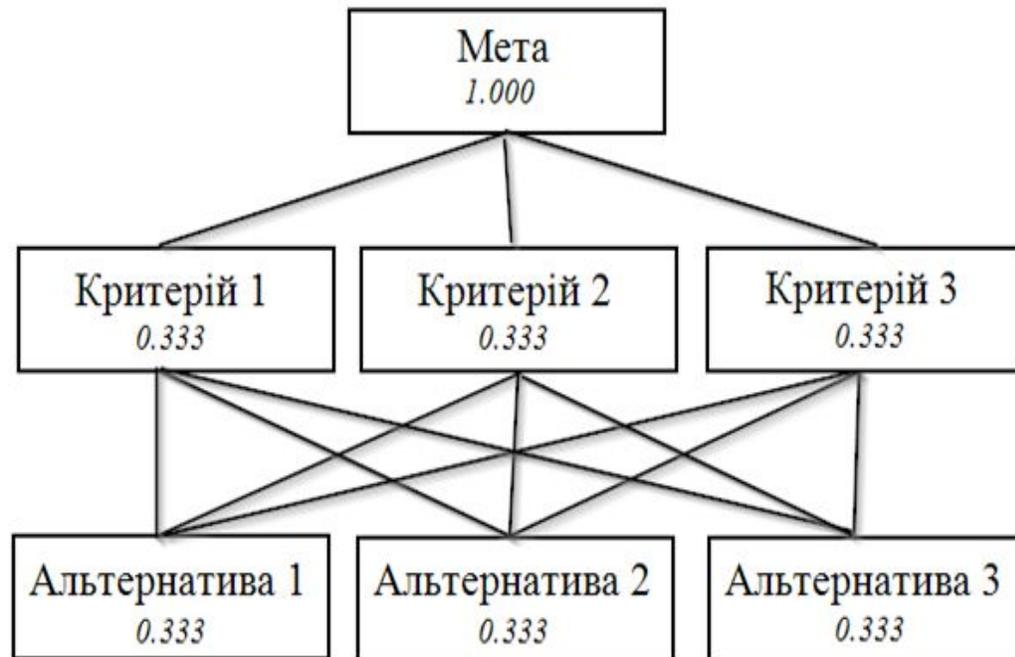 Мета
1.000
Критерій 1
0.333
Критерій 2
0.333
Критерій 3
0.333
Альтернатива 1
0.333
Альтернатива 2
0.333
Альтернатива 3
0.333